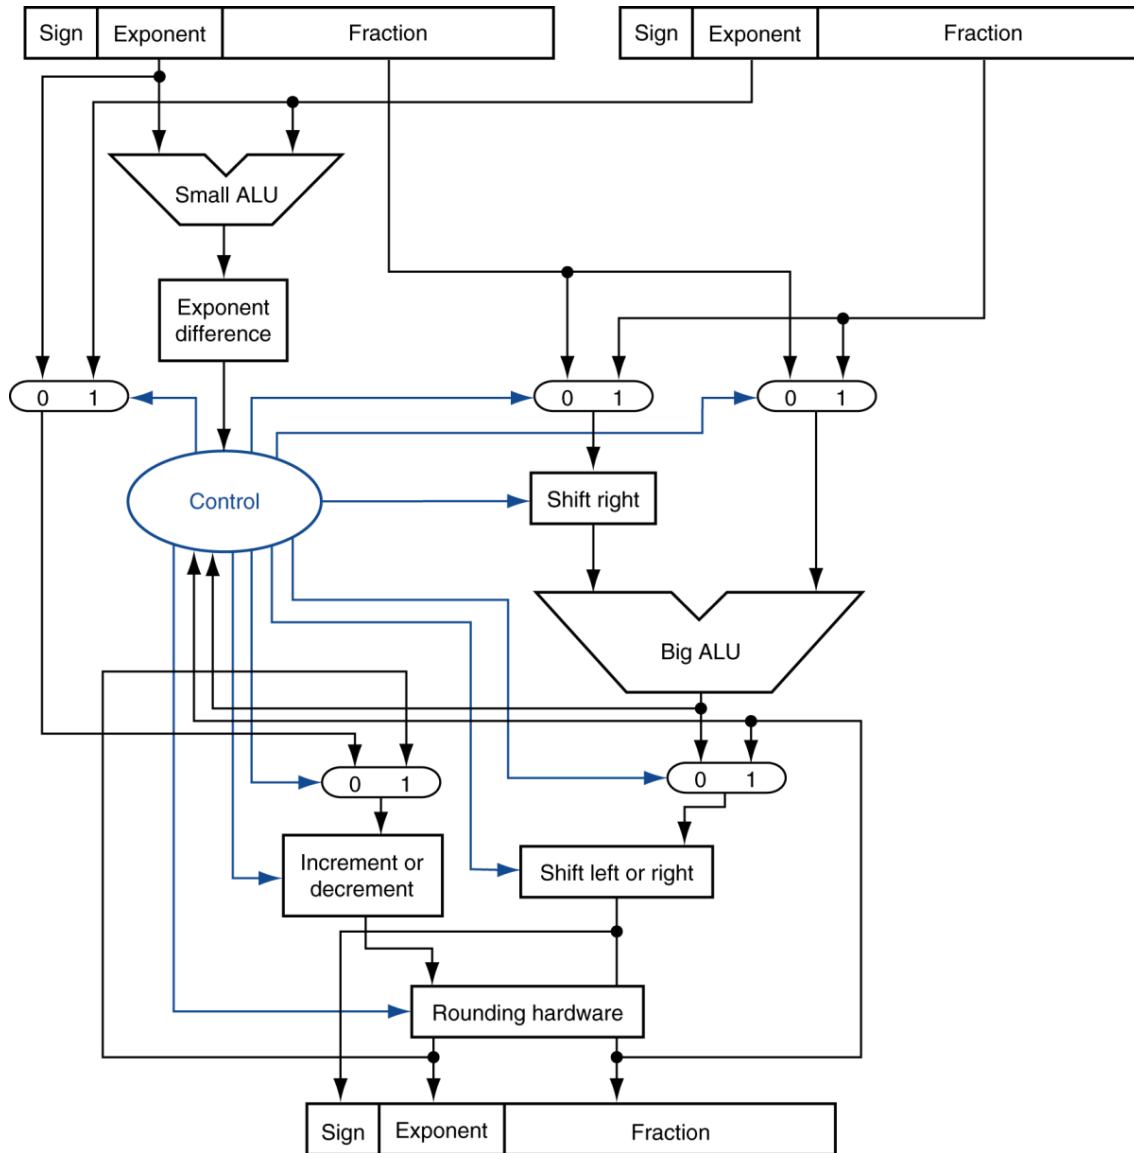 Sign Exponent Fraction
Sign Exponent Fraction
Small ALU
Exponent
difference
0 1
0 1
0 1
Control
Shift right
Big ALU
0 1
0 1
Increment or
decrement
Shift left or right
Rounding hardware
Sign Exponent Fraction